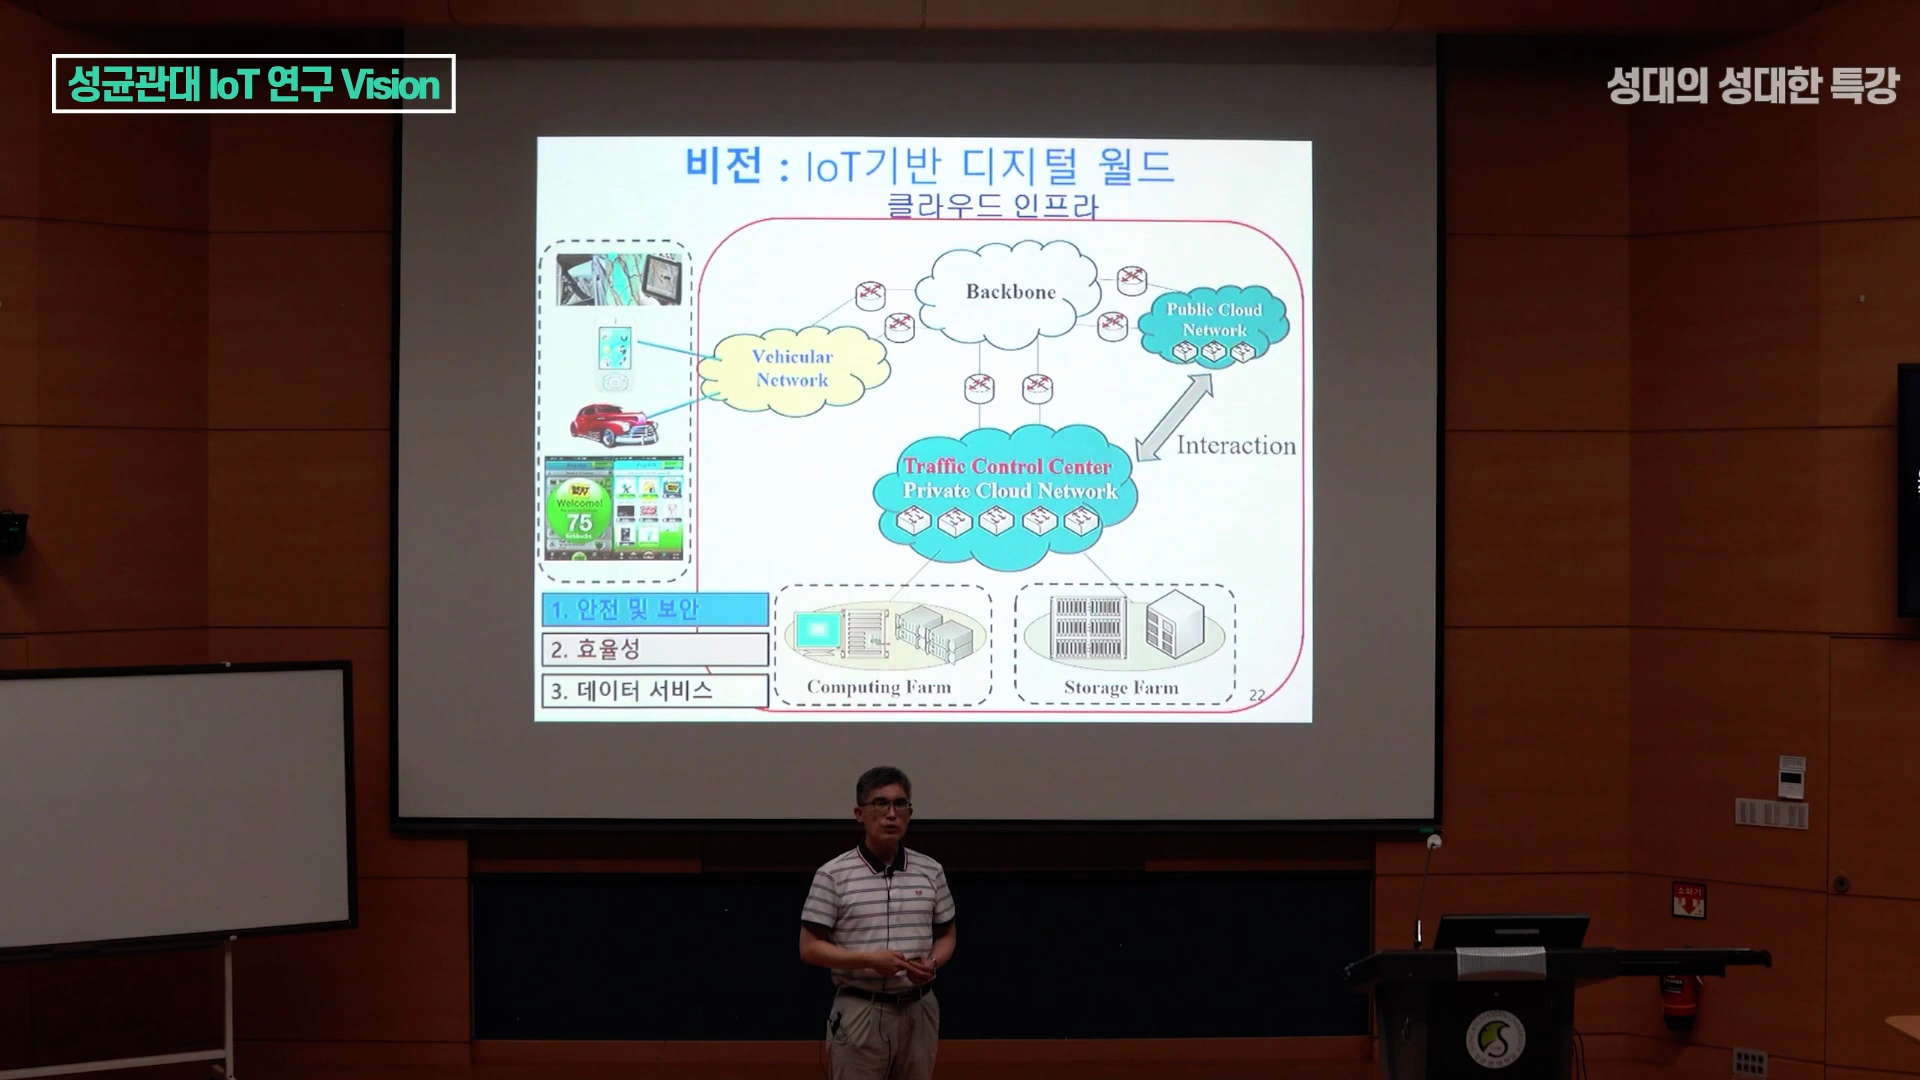 성균관대 IoT 연구 Vision
성대의 성대한 특강
비전 : IoT기반 디지털 월드
클라우드 인프라
Backbone
Public Cloud
Network
Vehicular
Network
Interaction
Traffic Control Center
Private Cloud Network
Welcome!
75
1. 안전 및 보안
2. 효율성
3. 데이터 서비스
Computing Farm
Storage Farm
22
소화기